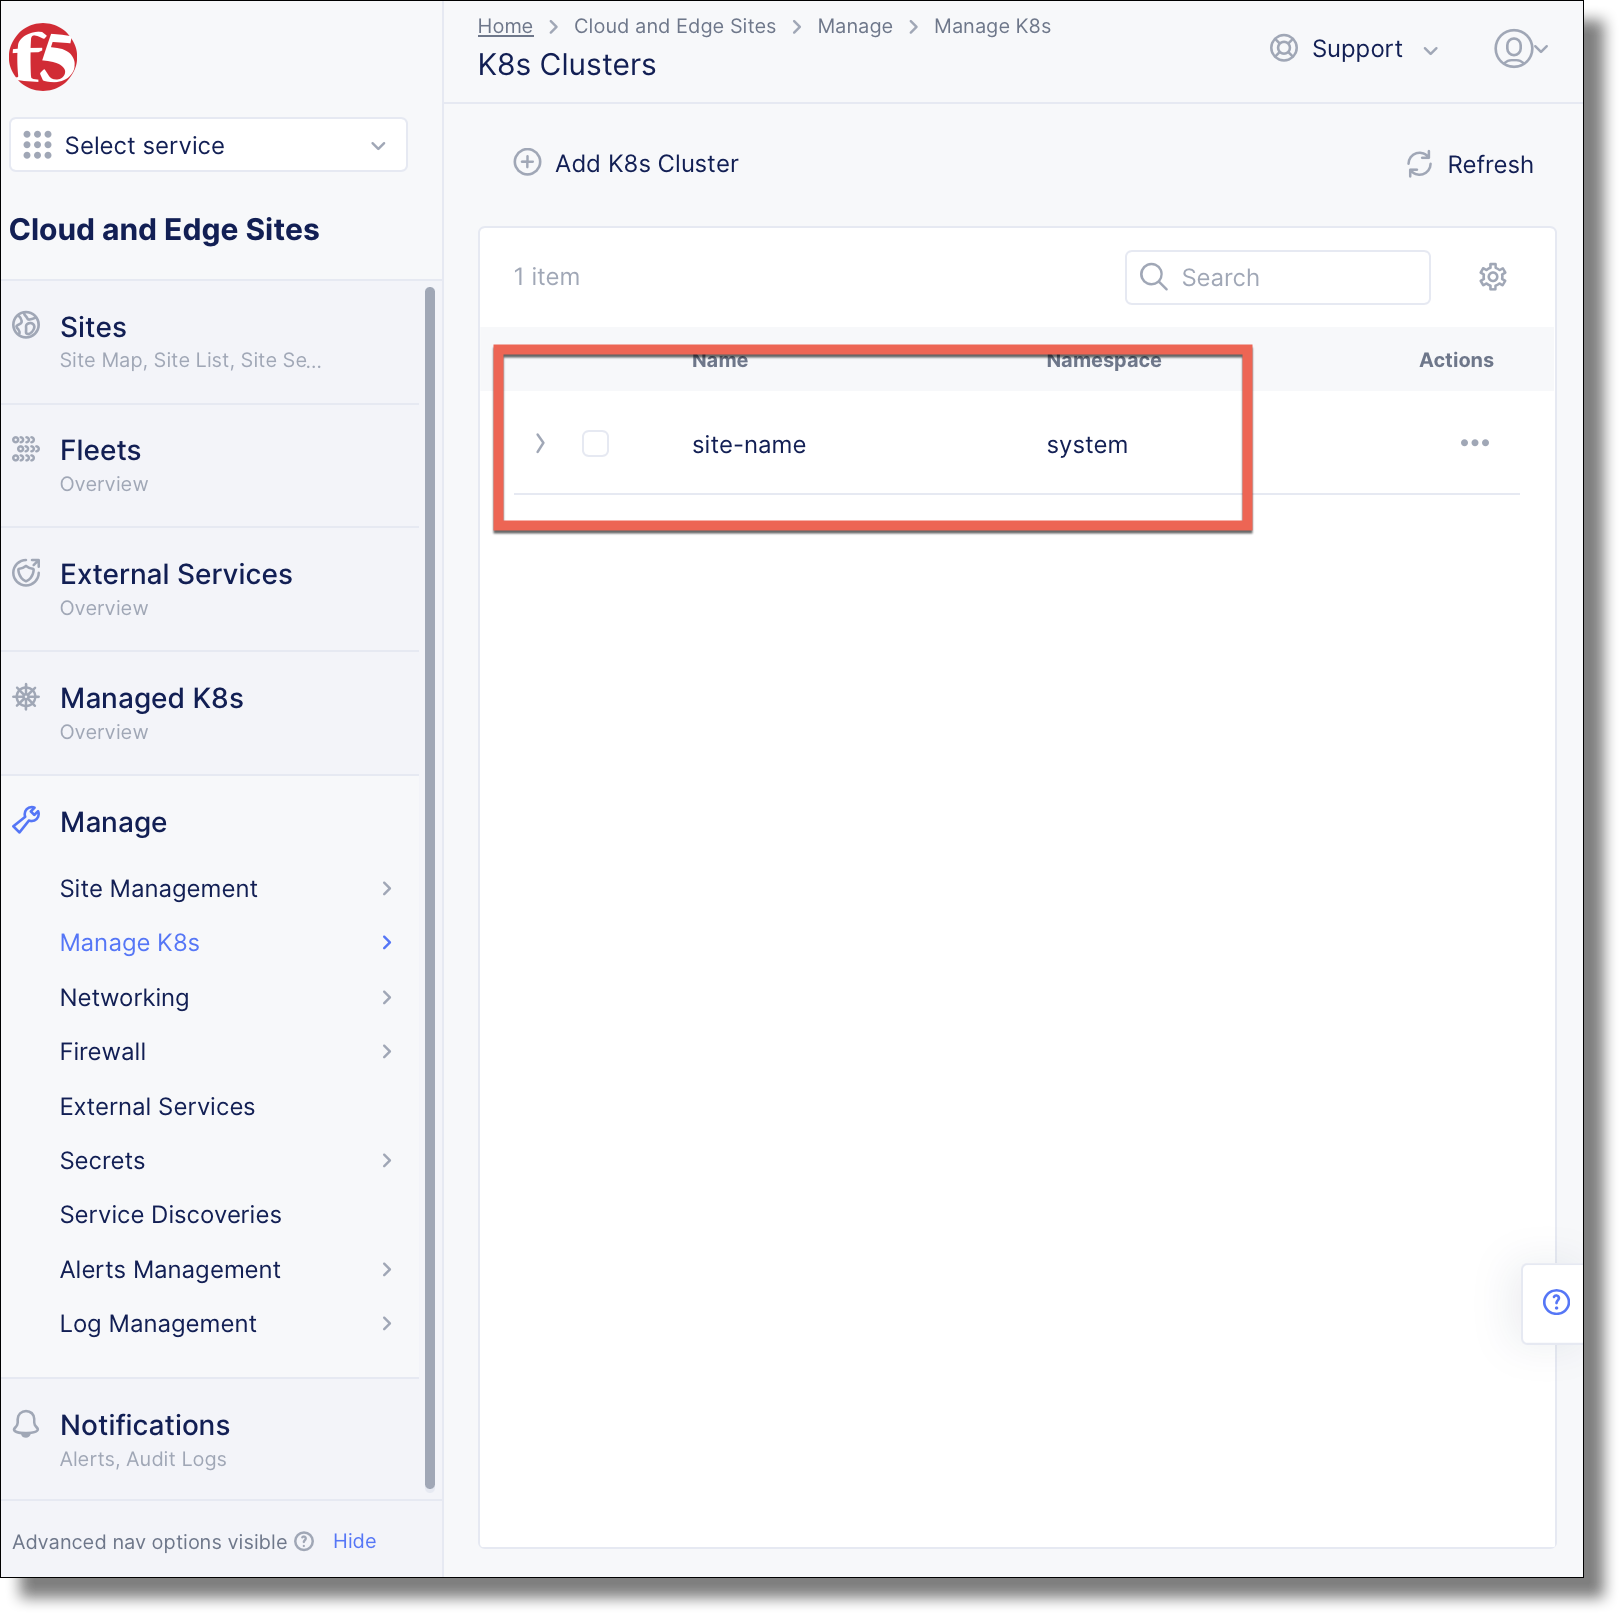 f5
Home > Cloud and Edge Sites > Manage > Manage K8s
K8s Clusters
Support
Select service
Cloud and Edge Sites
Sites
Site Map, Site List, Site Se...
Fleets
Overview
External Services
Overview
Managed K8s
Overview
Manage
Site Management
Manage K8s
Networking
Firewall
External Services
Secrets
Service Discoveries
Alerts Management
Log Management
Notifications
Alerts, Audit Logs
Advanced nav options visible ? Hide
Add K8s Cluster
Refresh
1 item
Search
Name Namespace Actions
site-name system •••
?